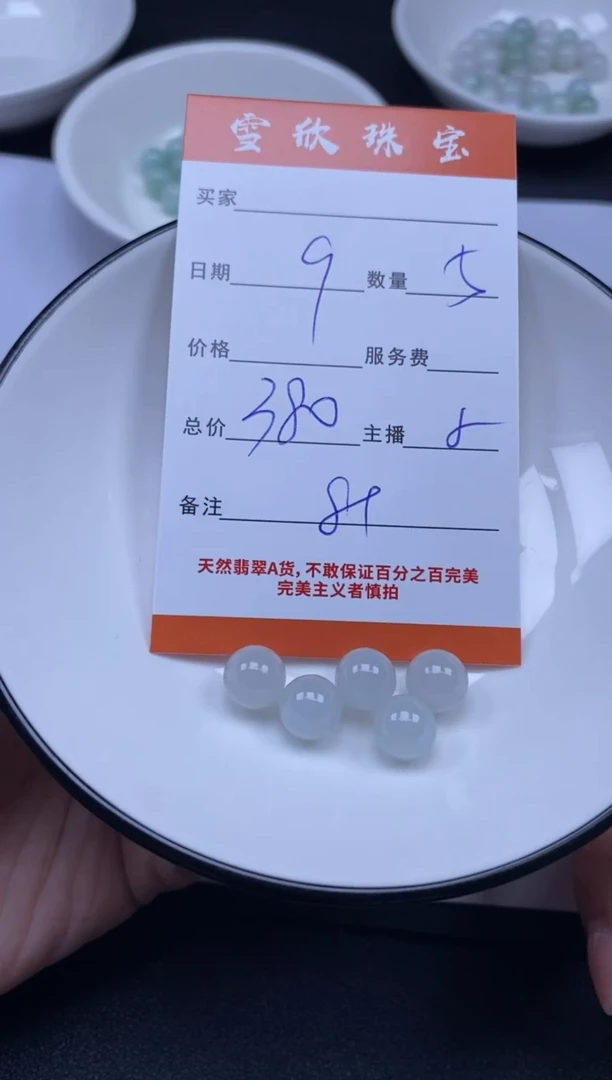 雪欣珠宝
买家
日期 9 数量 5
价格 服务费
总价 380 主播
备注
天然翡翠A货,不敢保证百分之百完美
完美主义者慎拍